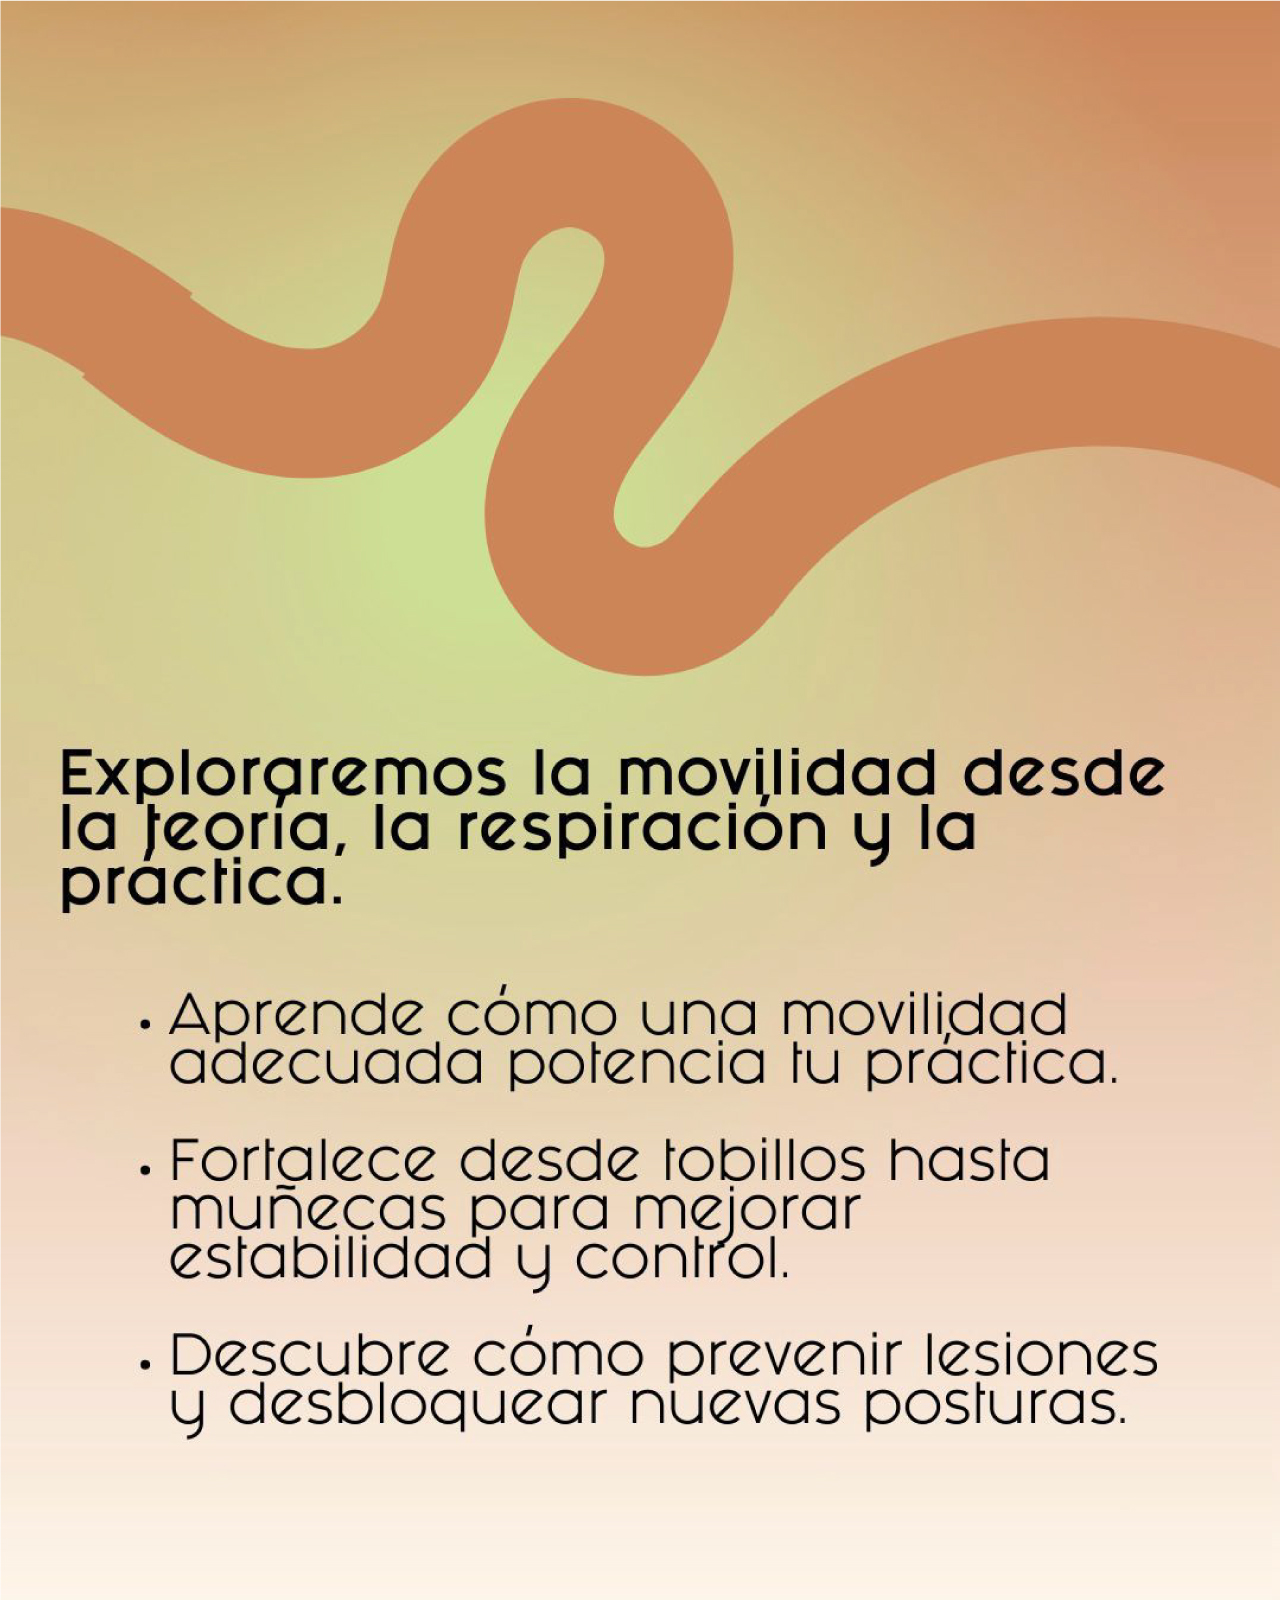 Exploraremos la movilidad desde
la teoría, la respiración y la
práctica.
• Aprende cómo una movilidad
adecuada potencia tu práctica.
• Fortalece desde tobillos hasta
muñecas para mejorar
estabilidad y control.
• Descubre cómo prevenir lesiones
y desbloquear nuevas posturas.